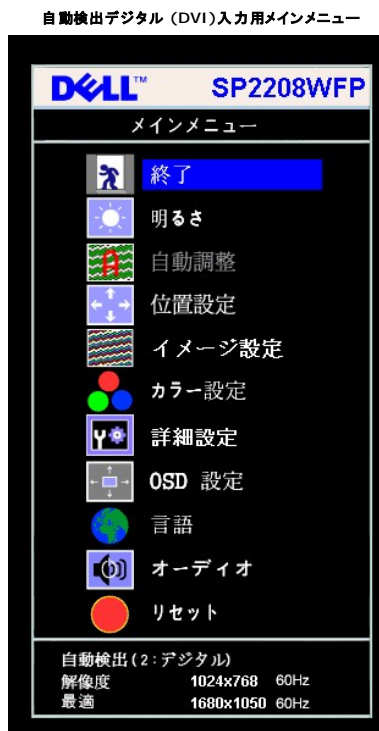 自動検出デジタル (DVI)入力用メインメニュー
DELL™ SP2208WFP
メインメニュー
終了
明るさ
自動調整
位置設定
イメージ設定
カラー設定
詳細設定
OSD 設定
言語
オーディオ
リセット
自動検出(2:デジタル)
解像度 1024x768 60Hz
最適 1680x1050 60Hz